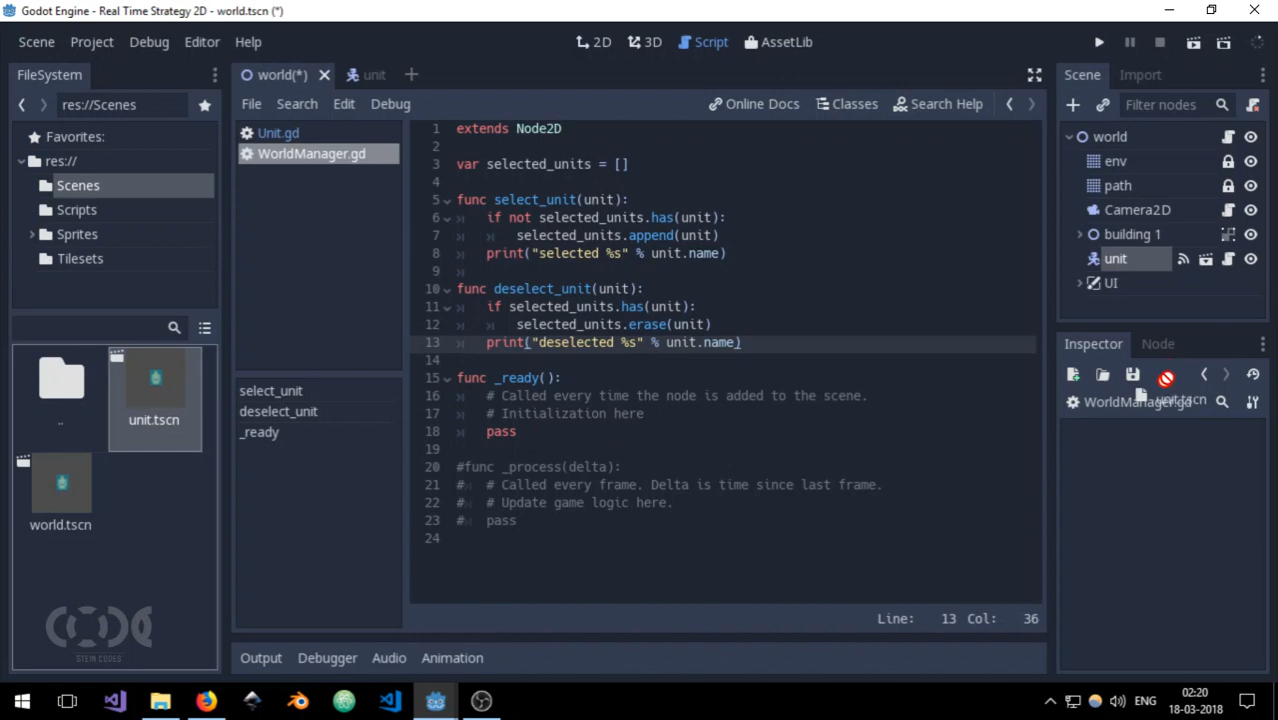 Godot Engine - Real Time Strategy 2D - world.tscn (*)
Scene Project Debug Editor Help
2D 3D Script AssetLib
FileSystem
res://Scenes
Favorites:
res://
Scenes
Scripts
Sprites
Tilesets
..
unit.tscn
world.tscn
CODE
STEIN CODES
world(*) unit
File Search Edit Debug
Online Docs Classes Search Help
Unit.gd
WorldManager.gd
select_unit
deselect_unit
_ready
1 extends Node2D
2
3 var selected_units = []
4
5 func select_unit(unit):
6 if not selected_units.has(unit):
7 selected_units.append(unit)
8 print("selected %s" % unit.name)
9
10 func deselect_unit(unit):
11 if selected_units.has(unit):
12 selected_units.erase(unit)
13 print("deselected %s" % unit.name)
14
15 func _ready():
16 # Called every time the node is added to the scene.
17 # Initialization here
18 pass
19
20 #func _process(delta):
21 # # Called every frame. Delta is time since last frame.
22 # # Update game logic here.
23 # pass
24
Line: 13 Col: 36
Output Debugger Audio Animation
Scene Import
Filter nodes
world
env
path
Camera2D
building 1
unit
UI
Inspector Node
unit.tscn
WorldManager.gd
ENG
02:20
18-03-2018